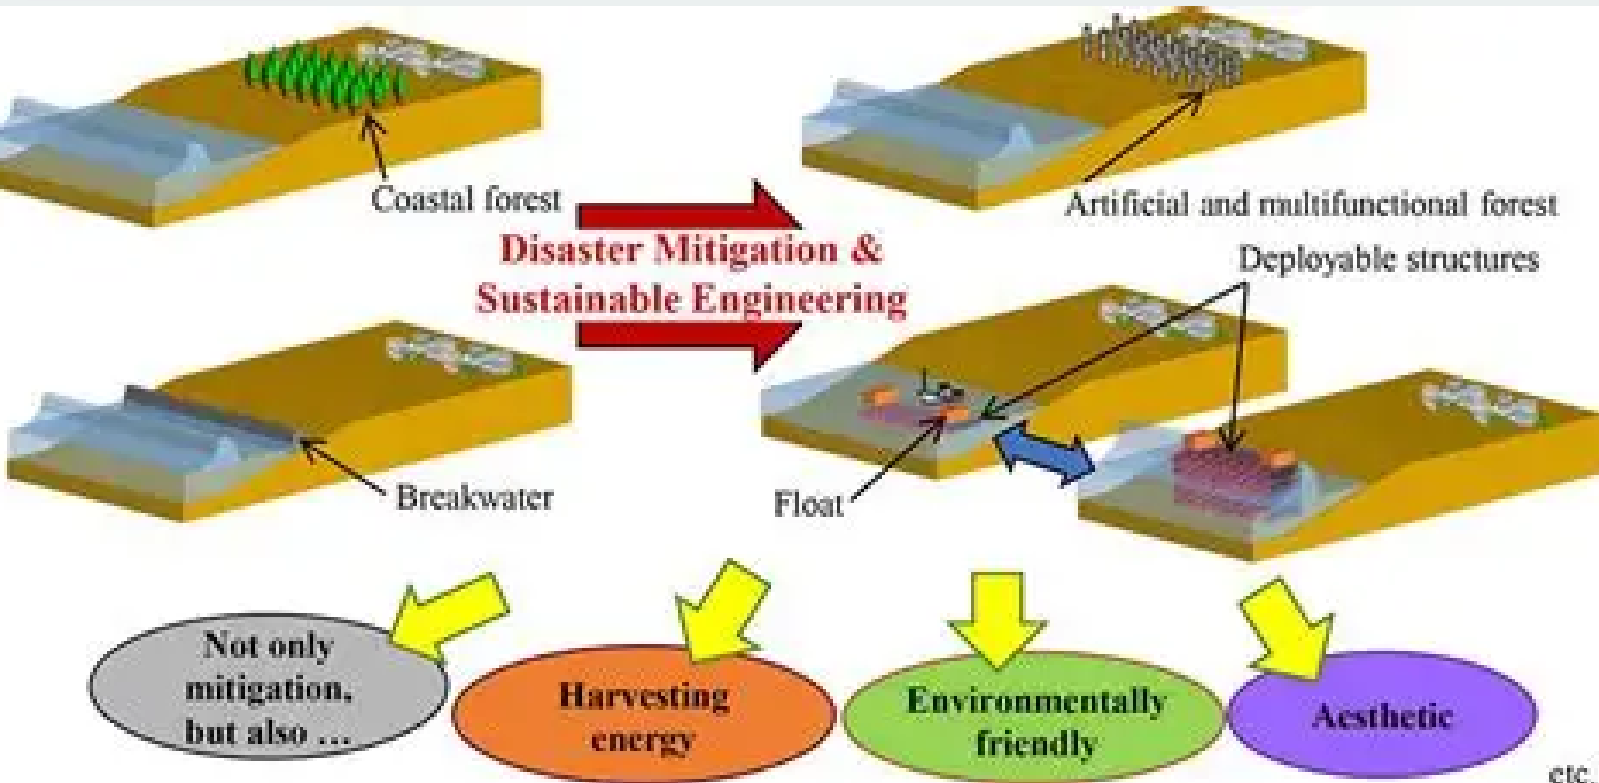 Coastal forest
Artificial and multifunctional forest
Disaster Mitigation &
Sustainable Engineering
Deployable structures
Breakwater
Float
Not only
mitigation,
but also ...
Harvesting
energy
Environmentally
friendly
Aesthetic
etc.